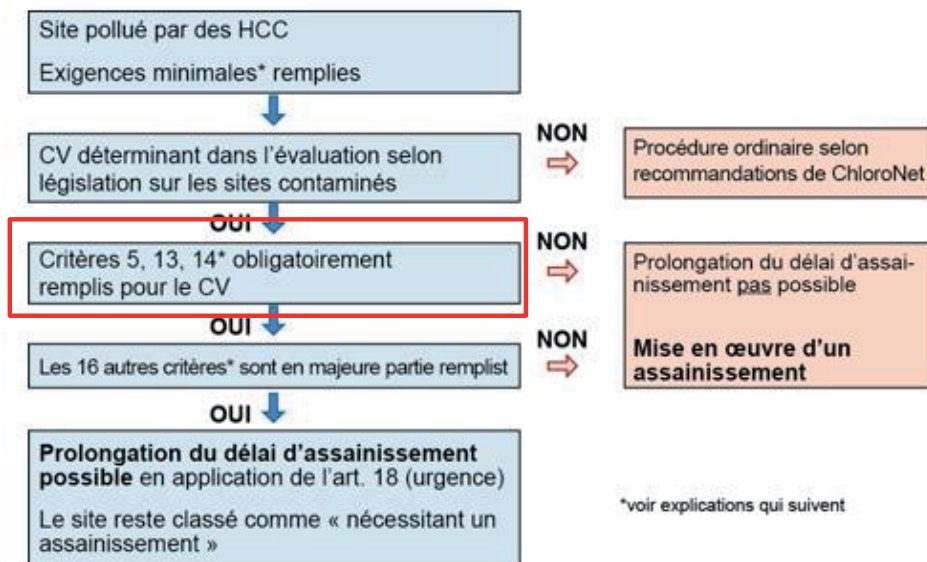 Site pollué par des HCC
Exigences minimales* remplies
CV déterminant dans l'évaluation selon
législation sur les sites contaminés
NON
Procédure ordinaire selon
recommandations de ChloroNet
OUI
Critères 5, 13, 14* obligatoirement
remplis pour le CV
NON
Prolongation du délai d'assai-
nissement pas possible
Mise en œuvre d'un
assainissement
OUI
Les 16 autres critères* sont en majeure partie remplist
NON
OUI
Prolongation du délai d'assainissement
possible en application de l'art. 18 (urgence)
Le site reste classé comme « nécessitant un
assainissement »
*voir explications qui suivent